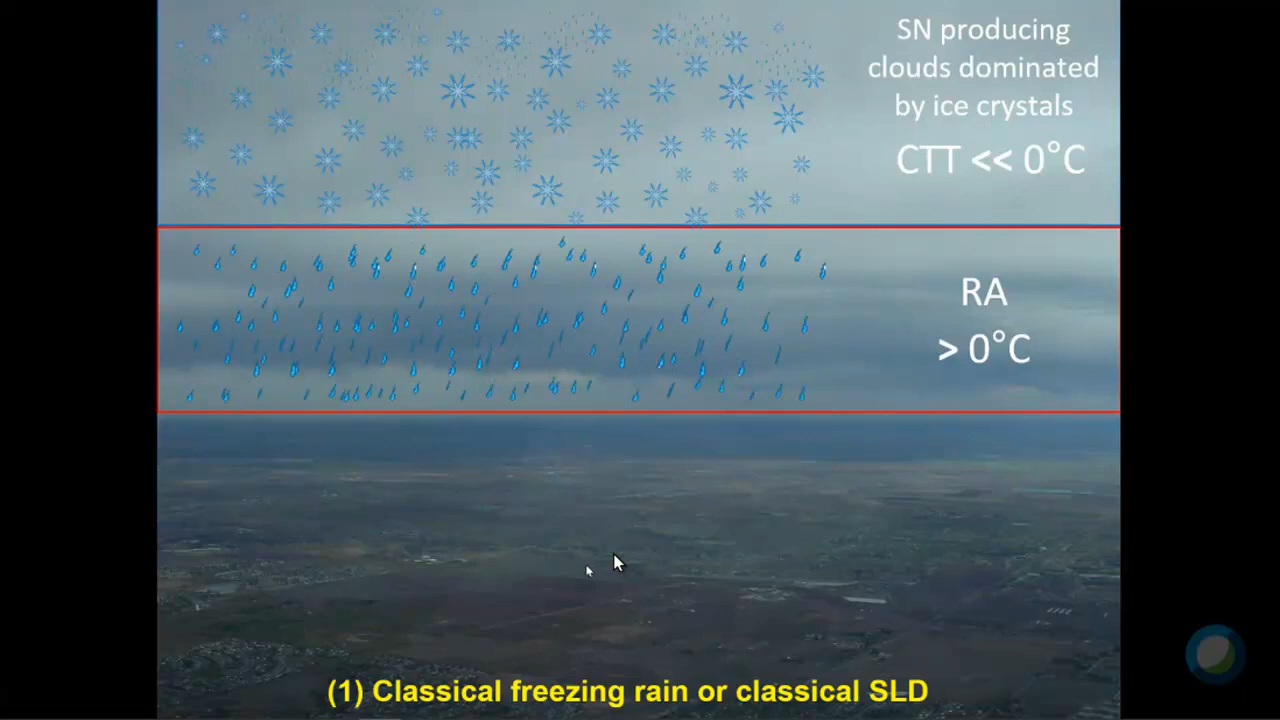 SN producing
clouds dominated
by ice crystals
CTT << 0°C
RA
> 0°C
(1) Classical freezing rain or classical SLD